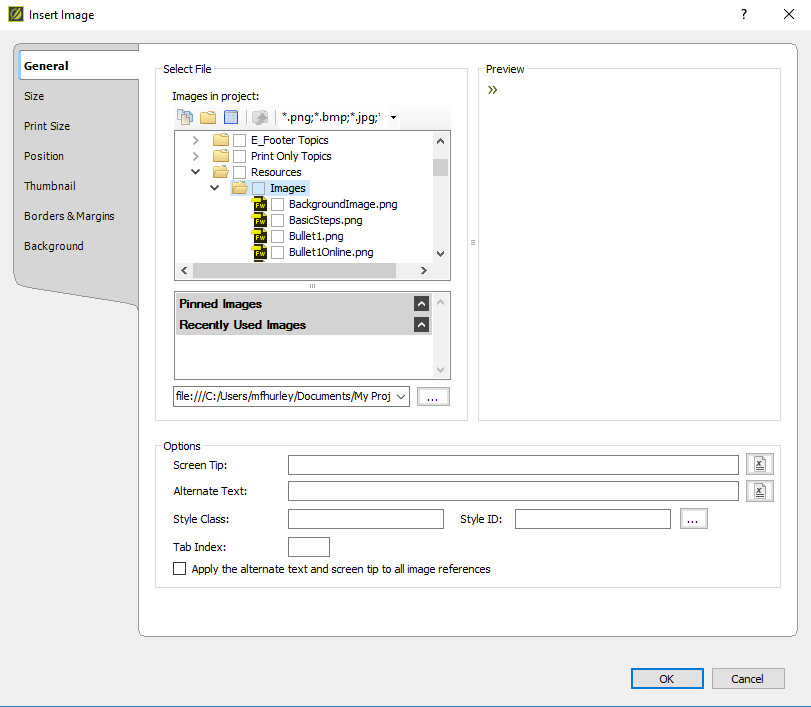 Insert Image
General
Size
Print Size
Position
Thumbnail
Borders & Margins
Background
Select File
Images in project:
*.png;*.bmp;*.jpg;*
E_Footer Topics
Print Only Topics
Resources
Images
BackgroundImage.png
BasicSteps.png
Bullet1.png
Bullet1Online.png
Pinned Images
Recently Used Images
file:///C:/Users/mfhurley/Documents/My Proj
...
Preview
Options
Screen Tip:
Alternate Text:
Style Class:
Style ID:
...
Tab Index:
Apply the alternate text and screen tip to all image references
OK
Cancel